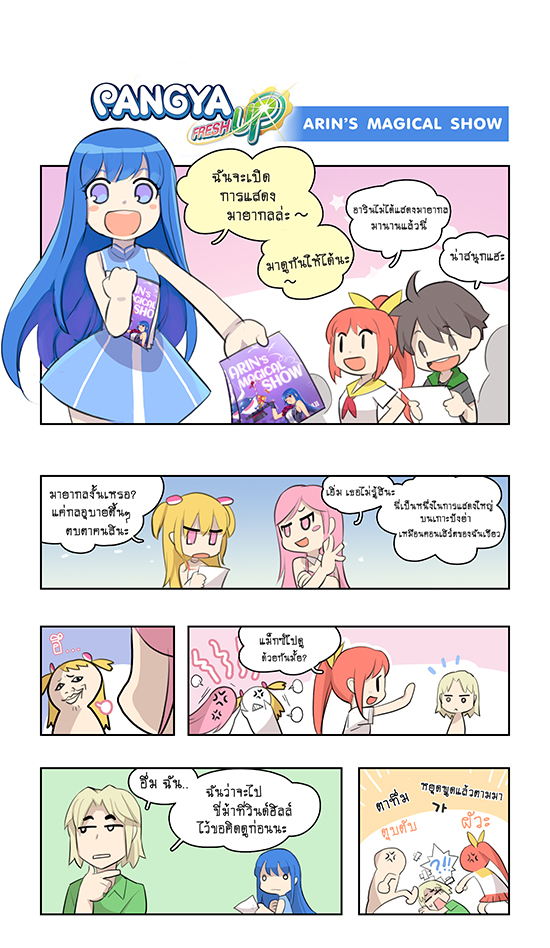 PANGYA
FRESH UP
ARIN'S MAGICAL SHOW
ฉันจะเปิด
การแสดง
มายากลล่ะ ~
มาดูกันให้ได้นะ
~
อารินไม่ได้แสดงมายากล
มานานแล้วนี่
น่าสนุกแฮะ
ARIN'S
MAGICAL
SHOW
ARIN'S
MAGICAL
SHOW
มายากลงั้นเหรอ?
แค่กลอุบายตื้นๆ
ตบตาคนสินะ
เฮิ่ม เธอไม่รู้สินะ
นี่เป็นหนึ่งในการแสดงใหญ่
บนเกาะปังย่า
เหมือนคอนเสิร์ตของฉันเชียว
ฮี...
แม็กซ์ไปดู
ด้วยกันมั้ย?
ฮึ่ม ฉัน..
ฉันว่าจะไป
ขี่ม้าที่วินด์ฮิลล์
ไว้ขอคิดดูก่อนนะ
ตาทึ่ม
หยุดพูดแล้วตามมา
ตุบตับ
ผัวะ
?!!